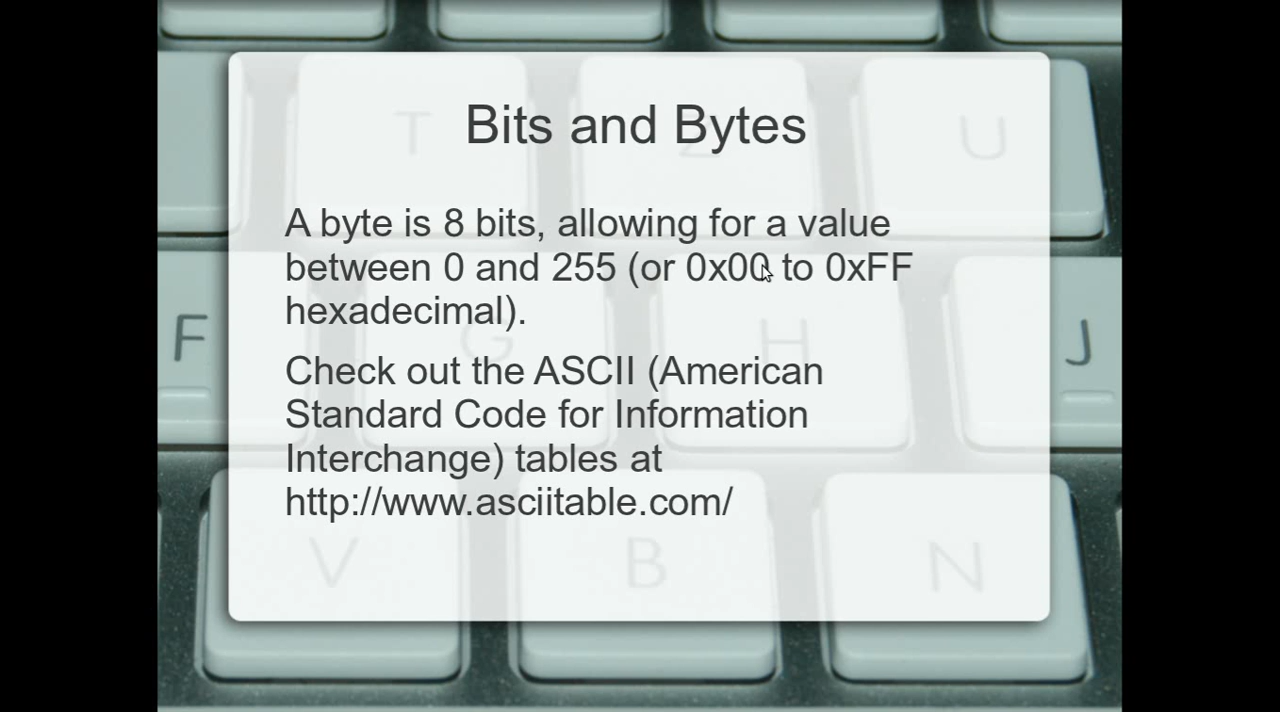 Bits and Bytes
A byte is 8 bits, allowing for a value
between 0 and 255 (or 0x00 to 0xFF
hexadecimal).
Check out the ASCII (American
Standard Code for Information
Interchange) tables at
http://www.asciitable.com/
T
Z
U
F
G
H
J
V
B
N